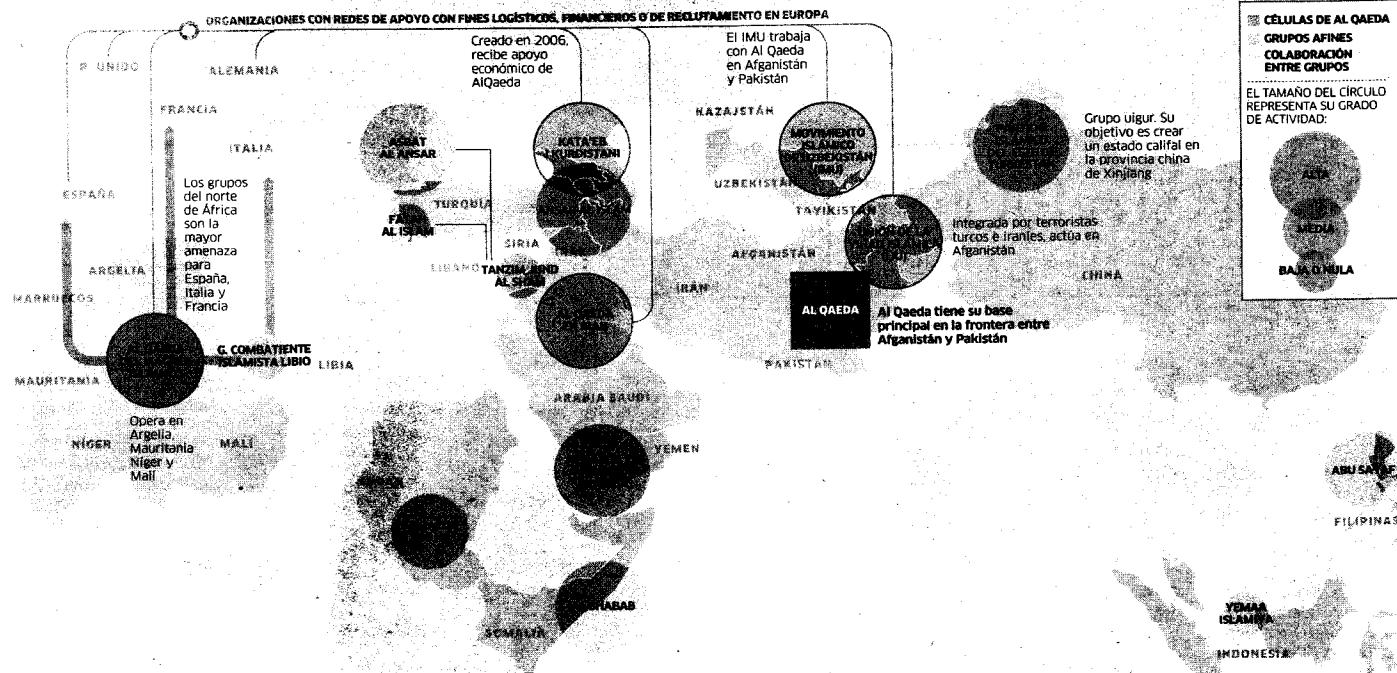 ORGANIZACIONES CON REDES DE APOYO CON FINES LOGÍSTICOS, FINANCIEROS O DE RECLUTAMIENTO EN EUROPA
R. UNIDO
ALEMANIA
FRANCIA
ITALIA
ESPAÑA
Los grupos
del norte
de África
son la
mayor
amenaza
para
España,
Italia y
Francia
ARGELIA
MARRUECOS
MAURITANIA
G. COMBATIENTE
ISLAMISTA LIBIO
LIBIA
NÍGER
Opera en
Argelia,
Mauritania
Níger y
Malí
MALÍ
Creado en 2006,
recibe apoyo
económico de
AlQaeda
ASBAT
AL ANSAR
KATA'EB
KURDISTANI
TURQUÍA
AL ISLAM
SIRIA
LÍBANO
TANZIM JUND
AL SHAM
IRÁN
ARABIA SAUDÍ
YEMEN
SHABAB
SOMALIA
El IMU trabaja
con Al Qaeda
en Afganistán
y Pakistán
KAZAJSTÁN
MOVIMIENTO
ISLÁMICO
DE UZBEKISTÁN
(IMU)
UZBEKISTÁN
TAYIKISTÁN
AFGANISTÁN
Integrada por terroristas
turcos e iraníes, actúa en
Afganistán
AL QAEDA
Al Qaeda tiene su base
principal en la frontera entre
Afganistán y Pakistán
PAKISTÁN
Grupo uigur. Su
objetivo es crear
un estado califal en
la provincia china
de Xinjiang
CHINA
ABU SAYAF
FILIPINAS
YEMAA
ISLAMIYA
INDONESIA
CÉLULAS DE AL QAEDA
GRUPOS AFINES
COLABORACIÓN
ENTRE GRUPOS
EL TAMAÑO DEL CÍRCULO
REPRESENTA SU GRADO
DE ACTIVIDAD:
ALTA
MEDIA
BAJA O NULA